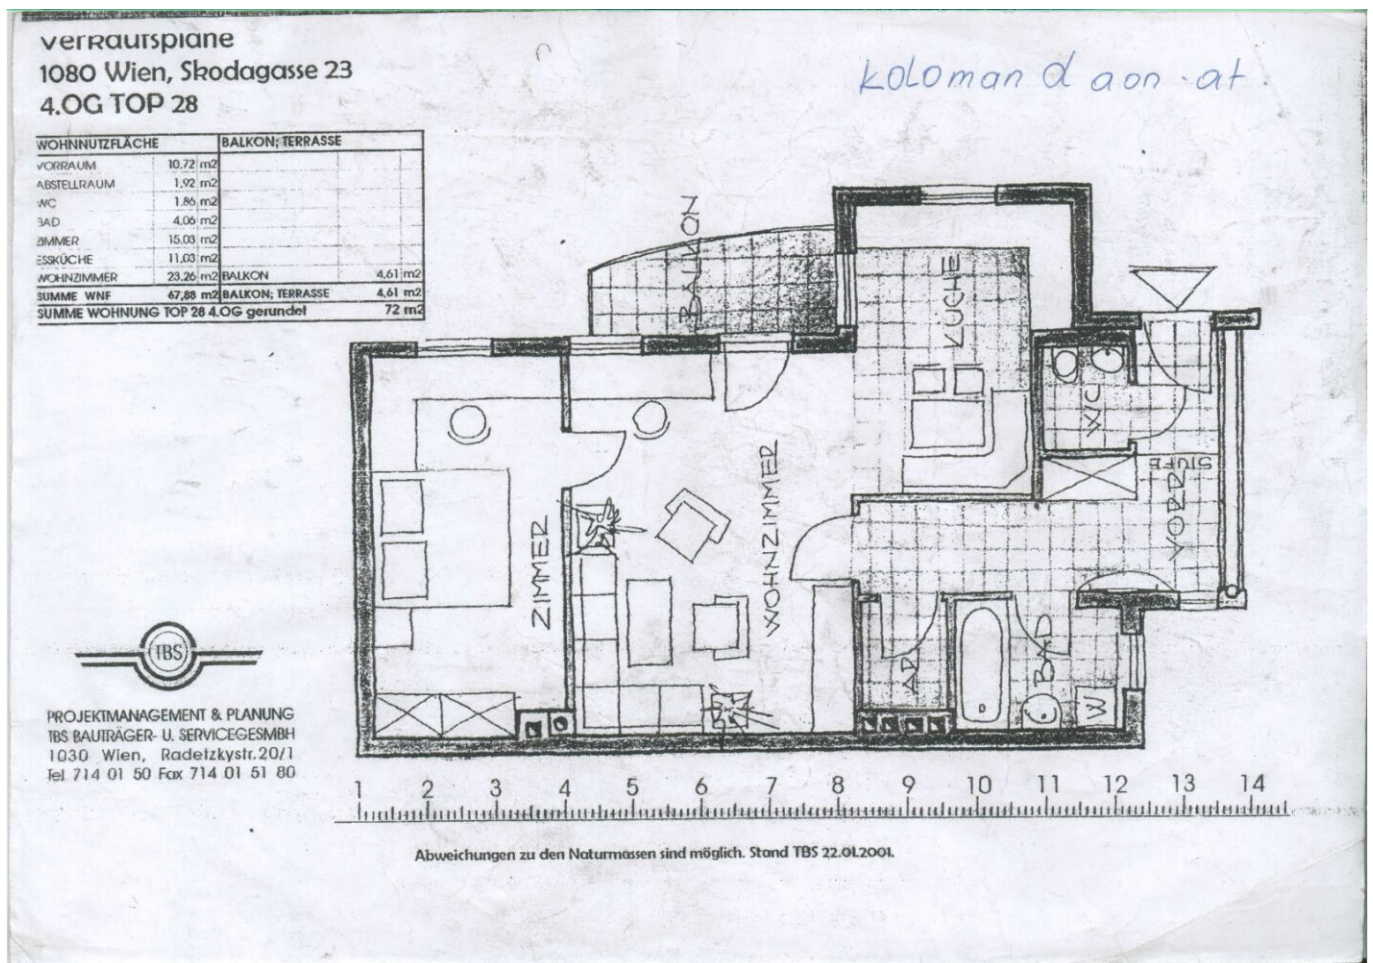 Verkaufspläne
1080 Wien, Skodagasse 23
4.OG TOP 28
koloman d aon.at
WOHNNUTZFLÄCHE BALKON; TERRASSE
VORRAUM 10,72 m2
ABSTELLRAUM 1,92 m2
WC 1,86 m2
BAD 4,06 m2
ZIMMER 15,03 m2
ESSKÜCHE 11,03 m2
WOHNZIMMER 23,26 m2 BALKON 4,61 m2
SUMME WNF 67,88 m2 BALKON; TERRASSE 4,61 m2
SUMME WOHNUNG TOP 28 4.OG gerundet 72 m2
BALKON
KÜCHE
WC
STUFE
VORR
ZIMMER
WOHNZIMMER
AR
BAD
W
TBS
PROJEKTMANAGEMENT & PLANUNG
TBS BAUTRÄGER- U. SERVICEGESMBH
1030 Wien, Radetzkystr.20/1
Tel 714 01 50 Fax 714 01 51 80
1 2 3 4 5 6 7 8 9 10 11 12 13 14
Abweichungen zu den Naturmassen sind möglich. Stand TBS 22.01.2001.